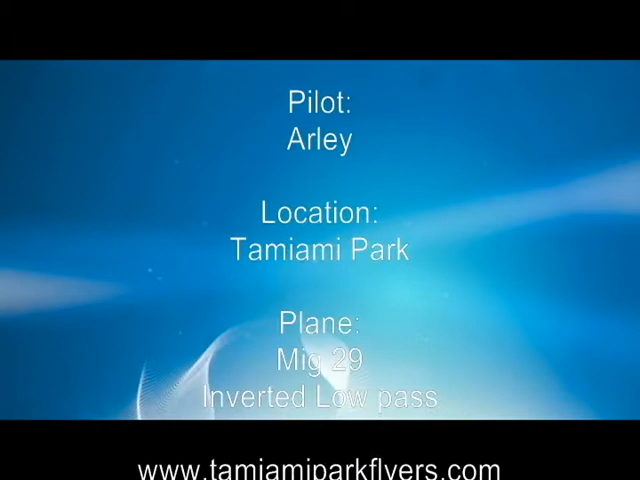 Pilot:
Arley
Location:
Tamiami Park
Plane:
Mig 29
Inverted Low pass
www.tamiamiparkflyers.com